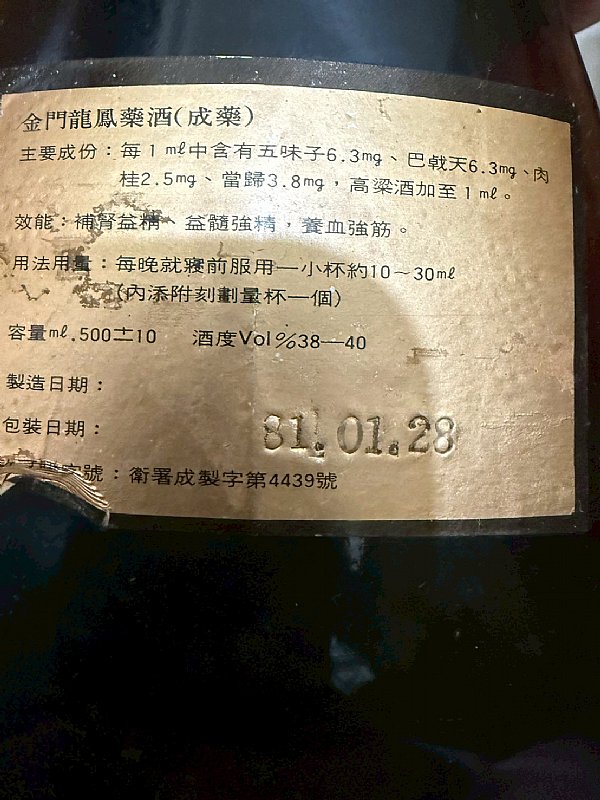 金門龍鳳藥酒(成藥)
主要成份：每1㎖中含有五味子6.3㎎、巴戟天6.3㎎、肉
桂2.5㎎、當歸3.8㎎，高梁酒加至1㎖。
效能：補腎益精、益髓強精，養血強筋。
用法用量：每晚就寢前服用一小杯約10～30㎖
(內添附刻劃量杯一個)
容量㎖.500±10 酒度Vol%38—40
製造日期：
包裝日期：81.01.28
字號：衛署成製字第4439號